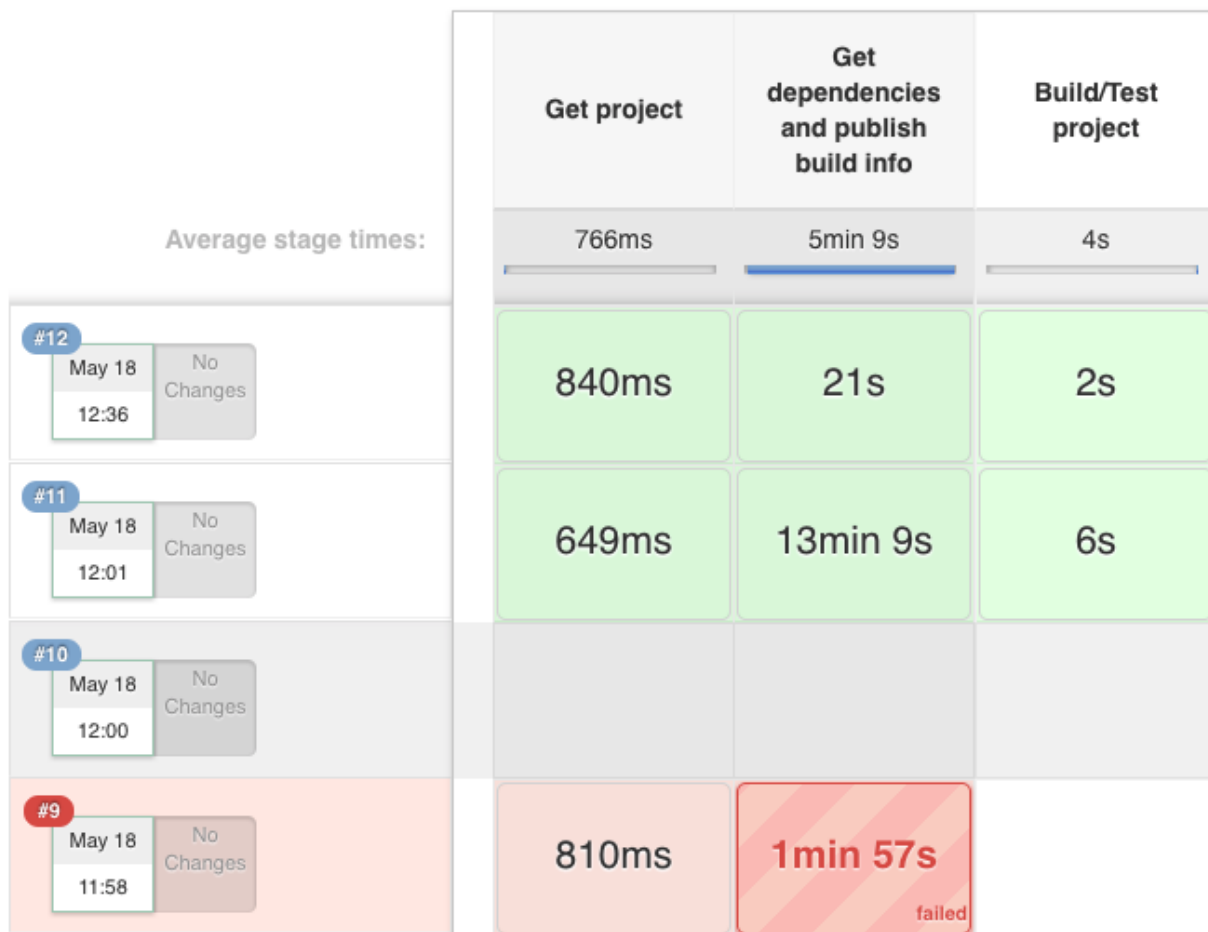 Get project
Get
dependencies
and publish
build info
Build/Test
project
Average stage times:
766ms
5min 9s
4s
#12
May 18
12:36
No
Changes
840ms
21s
2s
#11
May 18
12:01
No
Changes
649ms
13min 9s
6s
#10
May 18
12:00
No
Changes
#9
May 18
11:58
No
Changes
810ms
1min 57s
failed